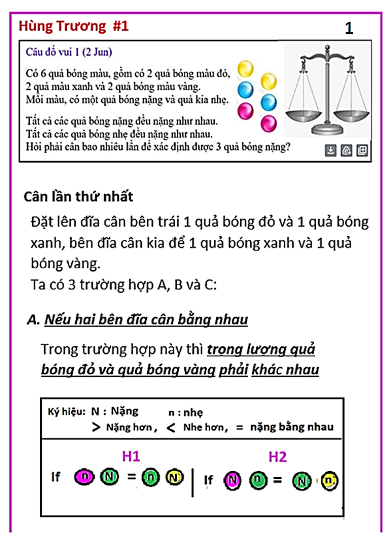 Hùng Trương #1
1
Câu đố vui 1 (2 Jun)
Có 6 quả bóng màu, gồm có 2 quả bóng màu đỏ,
2 quả màu xanh và 2 quả bóng màu vàng.
Mỗi màu, có một quả bóng nặng và quả kia nhẹ.
Tất cả các quả bóng nặng đều nặng như nhau.
Tất cả các quả bóng nhẹ đều nặng như nhau.
Hỏi phải cân bao nhiêu lần để xác định được 3 quả bóng nặng?
Cân lần thứ nhất
Đặt lên đĩa cân bên trái 1 quả bóng đỏ và 1 quả bóng
xanh, bên đĩa cân kia để 1 quả bóng xanh và 1 quả
bóng vàng.
Ta có 3 trường hợp A, B và C:
A. Nếu hai bên đĩa cân bằng nhau
Trong trường hợp này thì trong lương quả
bóng đỏ và quả bóng vàng phải khác nhau
Ký hiệu: N : Nặng n : nhẹ
> Nặng hơn, < Nhe hơn, = nặng bằng nhau
H1 H2
If n N = n N | If N n = N n